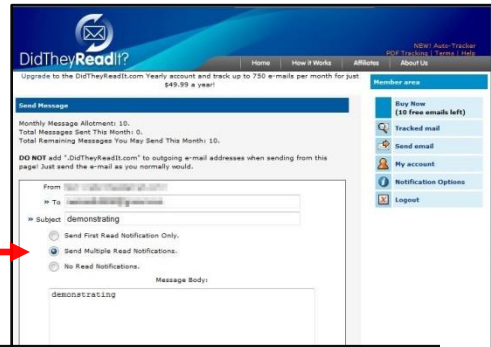 NEW! Auto-Tracker
PDF Tracking | Terms | Help
DidTheyReadIt?
Home How it Works Affiliates About Us
Upgrade to the DidTheyReadIt.com Yearly account and track up to 750 e-mails per month for just
$49.99 a year!
Member area
Send Message
Buy Now
(10 free emails left)
Monthly Message Allotment: 10.
Total Messages Sent This Month: 0.
Total Remaining Messages You May Send This Month: 10.
Tracked mail
Send email
DO NOT add ".DidTheyReadIt.com" to outgoing e-mail addresses when sending from this
page! Just send the e-mail as you normally would.
My account
Notification Options
Logout
From
» To
» Subject demonstrating
Send First Read Notification Only.
Send Multiple Read Notifications.
No Read Notifications.
Message Body:
demonstrating